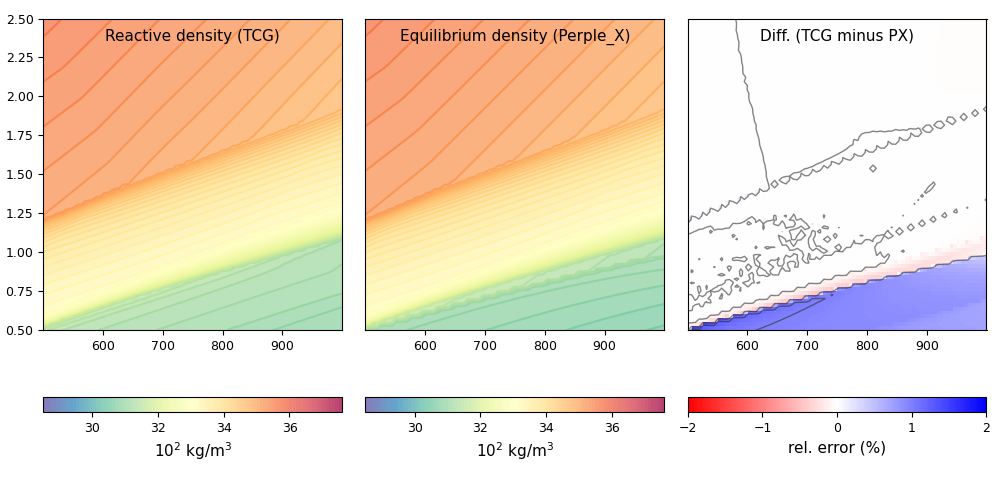 Reactive density (TCG)
Equilibrium density (Perple_X)
Diff. (TCG minus PX)
2.50
2.25
2.00
1.75
1.50
1.25
1.00
0.75
0.50
600 700 800 900
600 700 800 900
600 700 800 900
30 32 34 36
30 32 34 36
−2 −1 0 1 2
10² kg/m³
10² kg/m³
rel. error (%)